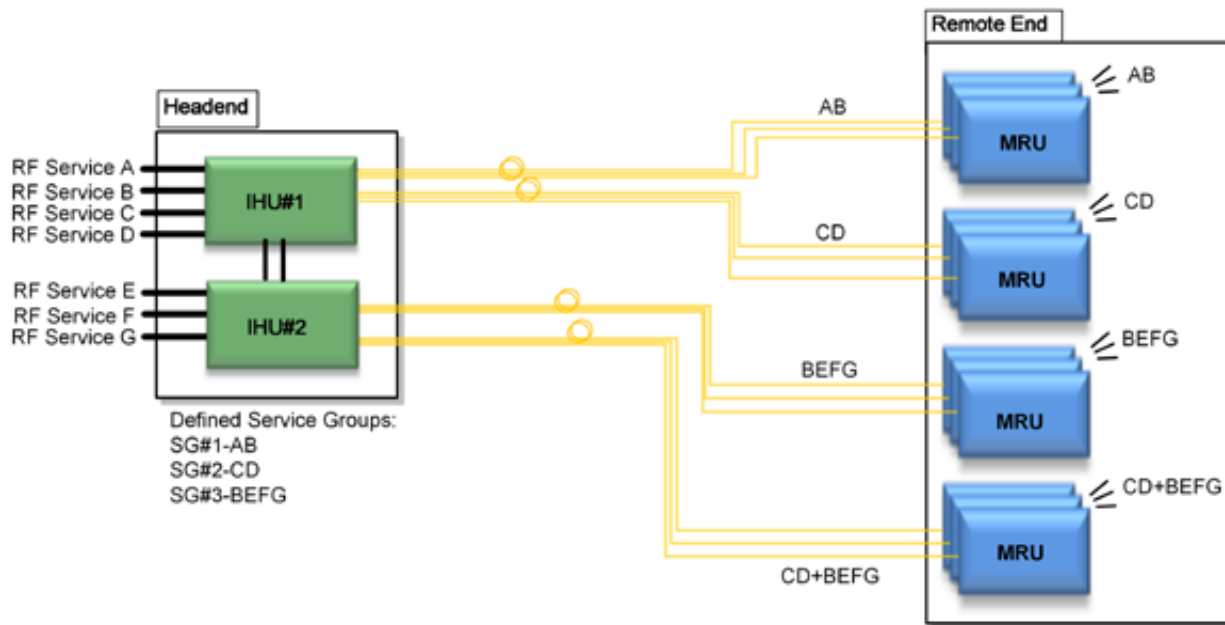 Remote End
AB
AB
MRU
Headend
RF Service A
RF Service B
RF Service C
RF Service D
IHU#1
CD
CD
MRU
RF Service E
RF Service F
RF Service G
IHU#2
BEFG
BEFG
MRU
Defined Service Groups:
SG#1-AB
SG#2-CD
SG#3-BEFG
CD+BEFG
MRU
CD+BEFG